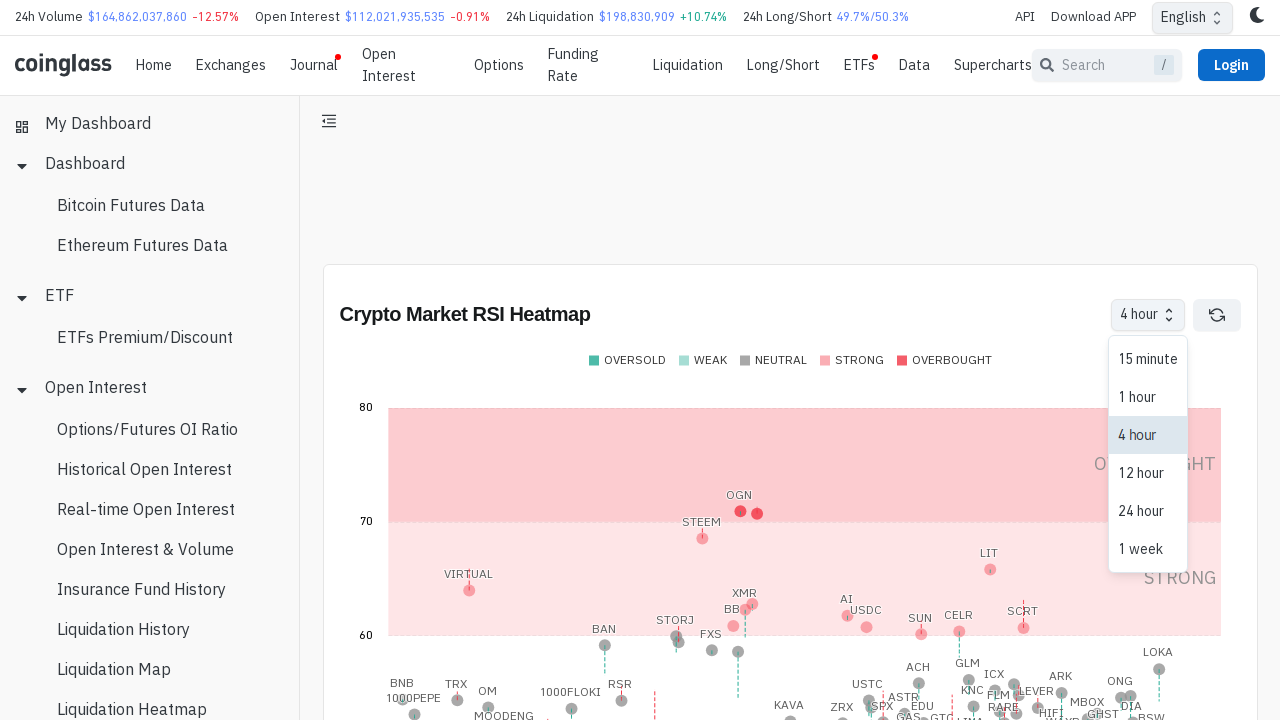 24h Volume $164,862,037,860 -12.57% Open Interest $112,021,935,535 -0.91% 24h Liquidation $198,830,909 +10.74% 24h Long/Short 49.7%/50.3% API Download APP English
coinglass Home Exchanges Journal Open Interest Options Funding Rate Liquidation Long/Short ETFs Data Supercharts Search / Login
My Dashboard
Dashboard
Bitcoin Futures Data
Ethereum Futures Data
ETF
ETFs Premium/Discount
Open Interest
Options/Futures OI Ratio
Historical Open Interest
Real-time Open Interest
Open Interest & Volume
Insurance Fund History
Liquidation History
Liquidation Map
Liquidation Heatmap
Crypto Market RSI Heatmap 4 hour
15 minute
1 hour
4 hour
12 hour
24 hour
1 week
OVERSOLD WEAK NEUTRAL STRONG OVERBOUGHT
80
70
STRONG
60
OGN
STEEM
LIT
VIRTUAL
XMR
AI
BB
USDC
SCRT
CELR
SUN
STORJ
BAN
FXS
LOKA
GLM
ACH
ICX
ARK
BNB
TRX
OM
1000FLOKI
RSR
USTC
KNC
LEVER
ONG
1000PEPE
ASTR
FLM
MBOX
KAVA
ZRX
SPX
EDU
RARE
DIA
MOODENG
HIFI
GHST
GAS
GTC
BSW